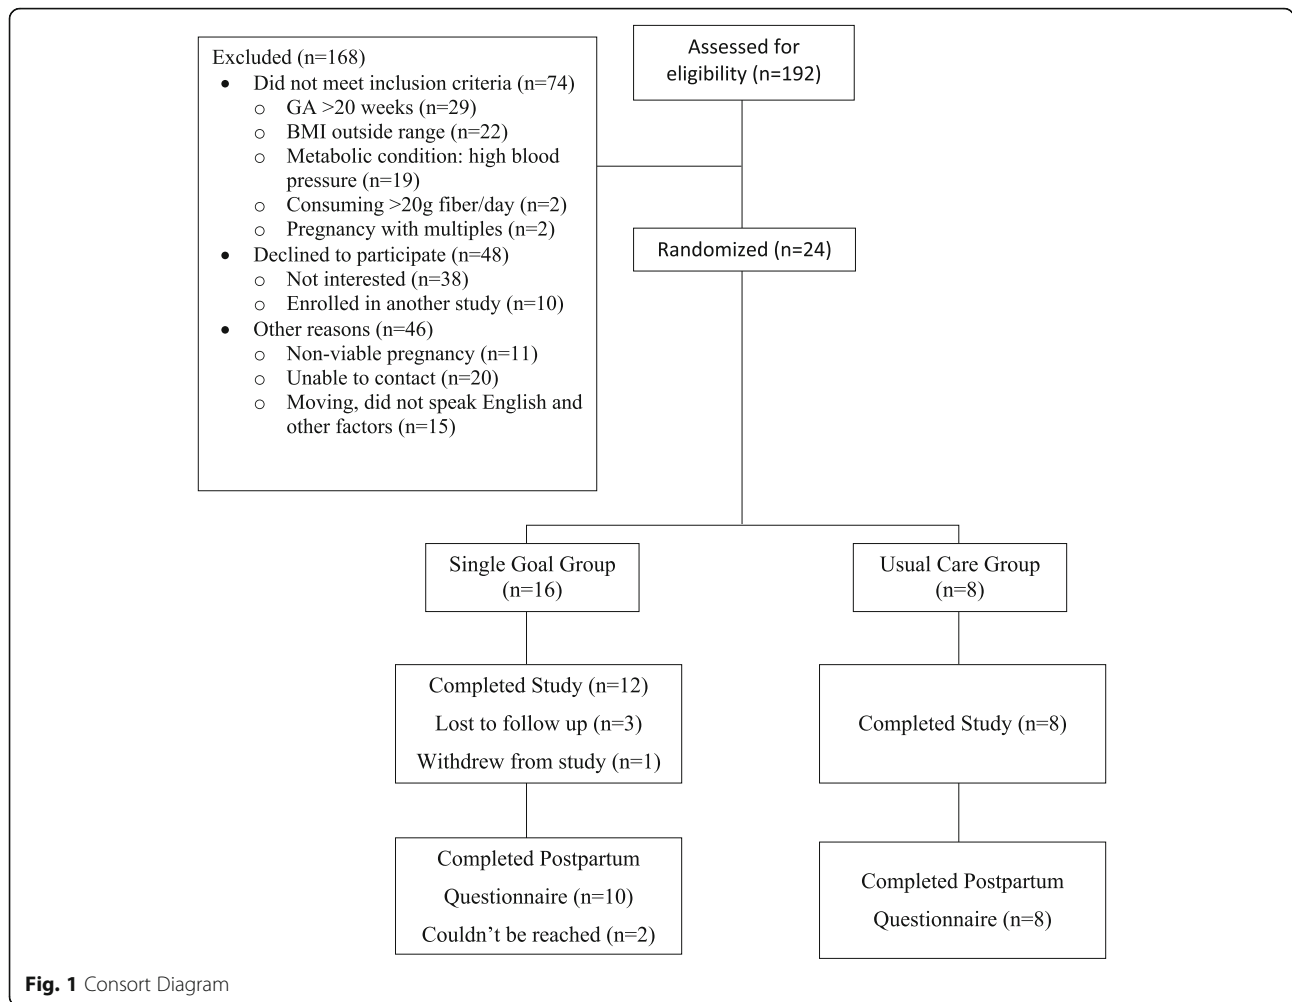 Assessed for
eligibility (n=192)
Excluded (n=168)
• Did not meet inclusion criteria (n=74)
o GA >20 weeks (n=29)
o BMI outside range (n=22)
o Metabolic condition: high blood
pressure (n=19)
o Consuming >20g fiber/day (n=2)
o Pregnancy with multiples (n=2)
• Declined to participate (n=48)
o Not interested (n=38)
o Enrolled in another study (n=10)
• Other reasons (n=46)
o Non-viable pregnancy (n=11)
o Unable to contact (n=20)
o Moving, did not speak English and
other factors (n=15)
Randomized (n=24)
Single Goal Group
(n=16)
Usual Care Group
(n=8)
Completed Study (n=12)
Lost to follow up (n=3)
Withdrew from study (n=1)
Completed Study (n=8)
Completed Postpartum
Questionnaire (n=10)
Couldn't be reached (n=2)
Completed Postpartum
Questionnaire (n=8)
Fig. 1 Consort Diagram